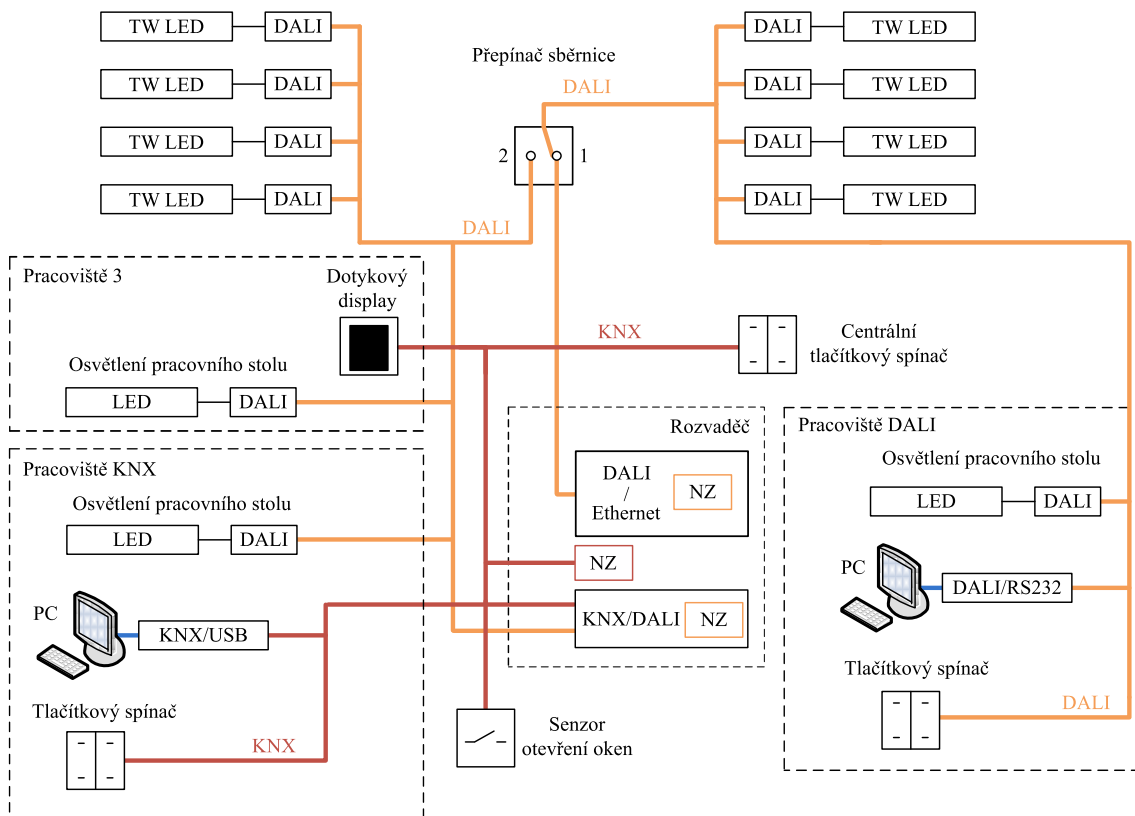 TW LED
DALI
DALI
TW LED
Přepínač sběrnice
DALI
TW LED
DALI
DALI
TW LED
TW LED
DALI
2
1
DALI
TW LED
TW LED
DALI
DALI
TW LED
DALI
Pracoviště 3
Dotykový
display
KNX
Centrální
tlačítkový spínač
Osvětlení pracovního stolu
LED
DALI
Rozvaděč
Pracoviště DALI
Pracoviště KNX
DALI
/
Ethernet
NZ
Osvětlení pracovního stolu
LED
DALI
Osvětlení pracovního stolu
LED
DALI
NZ
PC
DALI/RS232
PC
KNX/USB
KNX/DALI
NZ
Tlačítkový spínač
DALI
Tlačítkový spínač
KNX
Senzor
otevření oken